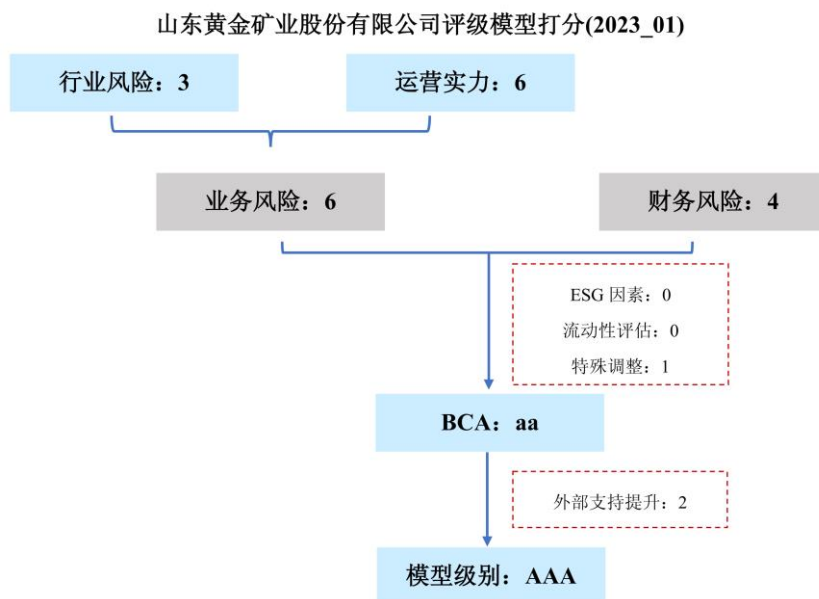 山东黄金矿业股份有限公司评级模型打分(2023_01)
行业风险：3
运营实力：6
业务风险：6
财务风险：4
ESG 因素：0
流动性评估：0
特殊调整：1
BCA：aa
外部支持提升：2
模型级别：AAA